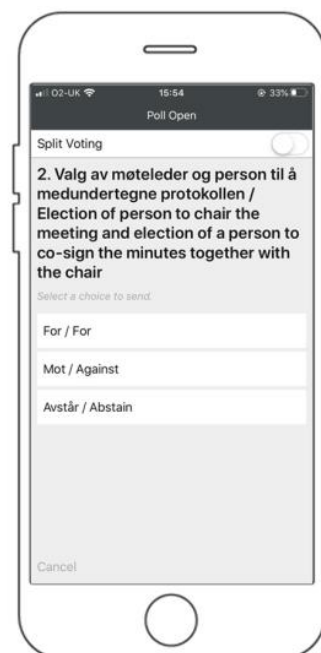 O2-UK 15:54 33%
Poll Open
Split Voting
2. Valg av møteleder og person til å
medundertegne protokollen /
Election of person to chair the
meeting and election of a person to
co-sign the minutes together with
the chair
Select a choice to send.
For / For
Mot / Against
Avstår / Abstain
Cancel